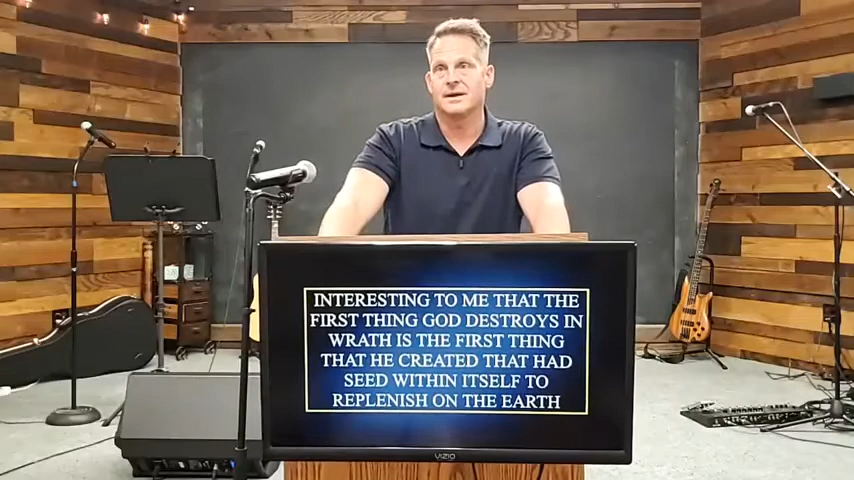 INTERESTING TO ME THAT THE
FIRST THING GOD DESTROYS IN
WRATH IS THE FIRST THING
THAT HE CREATED THAT HAD
SEED WITHIN ITSELF TO
REPLENISH ON THE EARTH
VIZIO